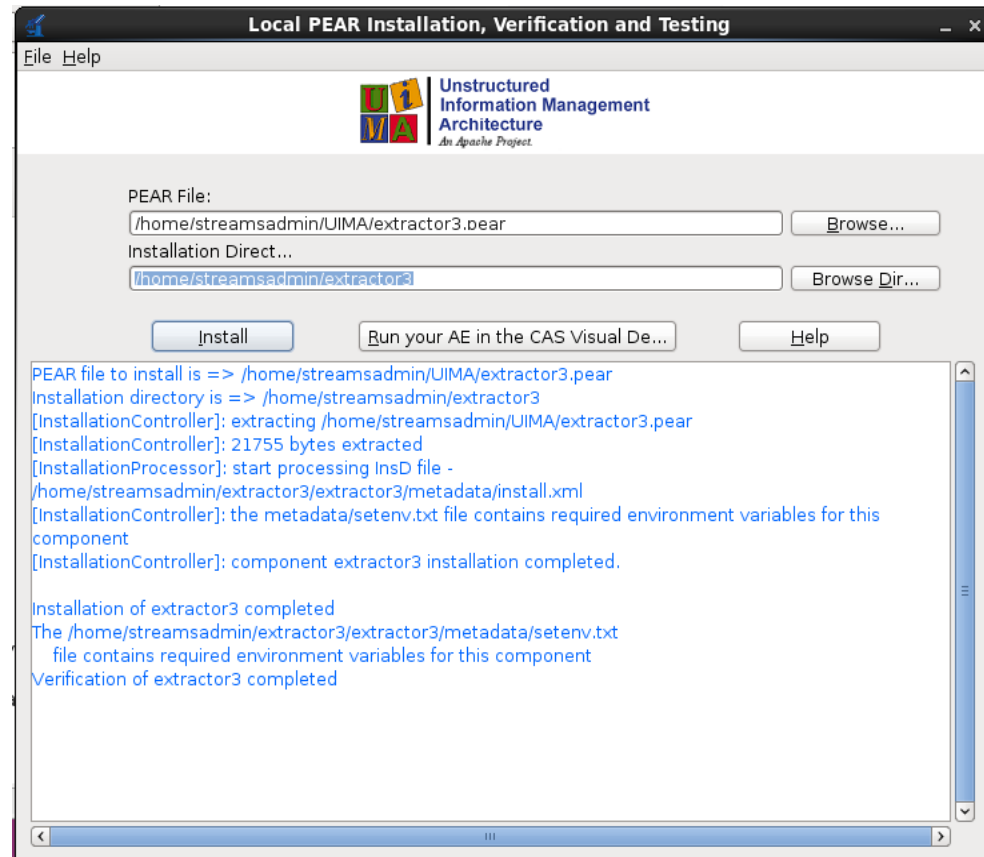 Local PEAR Installation, Verification and Testing
File Help
UIMA
Unstructured
Information Management
Architecture
An Apache Project.
PEAR File:
/home/streamsadmin/UIMA/extractor3.pear
Browse...
Installation Direct...
/home/streamsadmin/extractor3
Browse Dir...
Install
Run your AE in the CAS Visual De...
Help
PEAR file to install is => /home/streamsadmin/UIMA/extractor3.pear
Installation directory is => /home/streamsadmin/extractor3
[InstallationController]: extracting /home/streamsadmin/UIMA/extractor3.pear
[InstallationController]: 21755 bytes extracted
[InstallationProcessor]: start processing InsD file -
/home/streamsadmin/extractor3/extractor3/metadata/install.xml
[InstallationController]: the metadata/setenv.txt file contains required environment variables for this
component
[InstallationController]: component extractor3 installation completed.
Installation of extractor3 completed
The /home/streamsadmin/extractor3/extractor3/metadata/setenv.txt
file contains required environment variables for this component
Verification of extractor3 completed